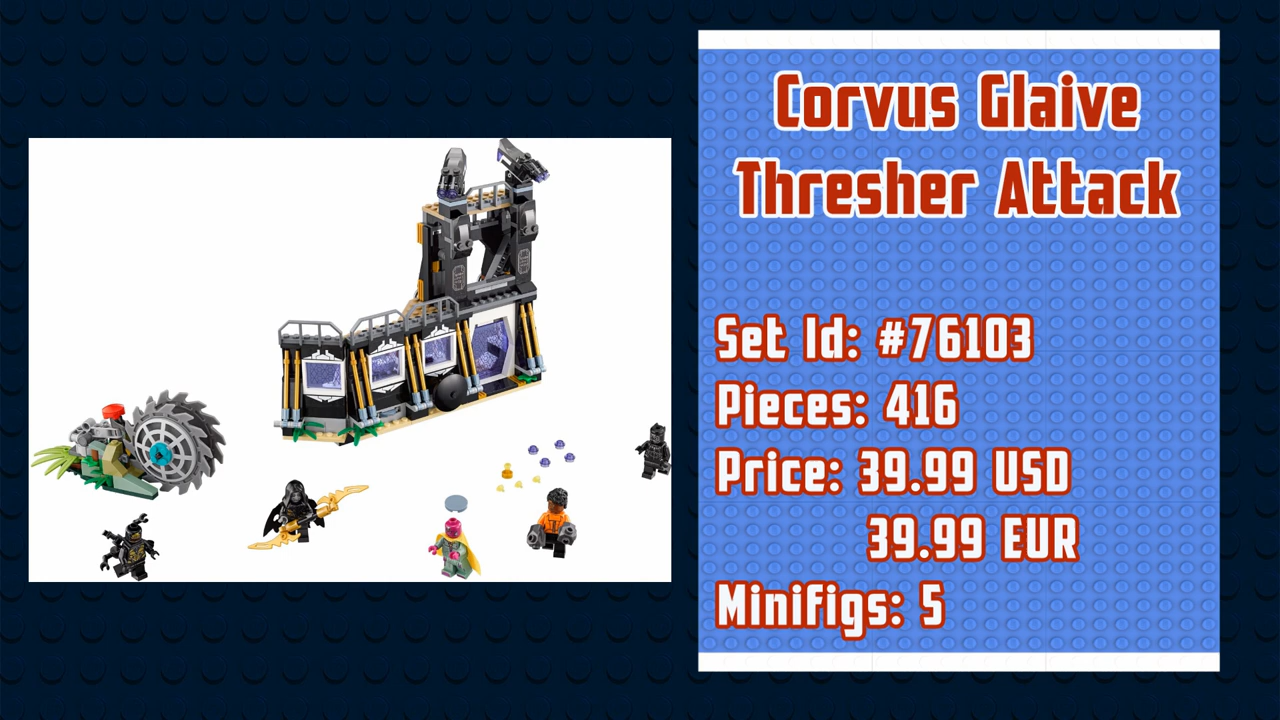 Corvus Glaive
Thresher Attack
Set Id: #76103
Pieces: 416
Price: 39.99 USD
39.99 EUR
Minifigs: 5